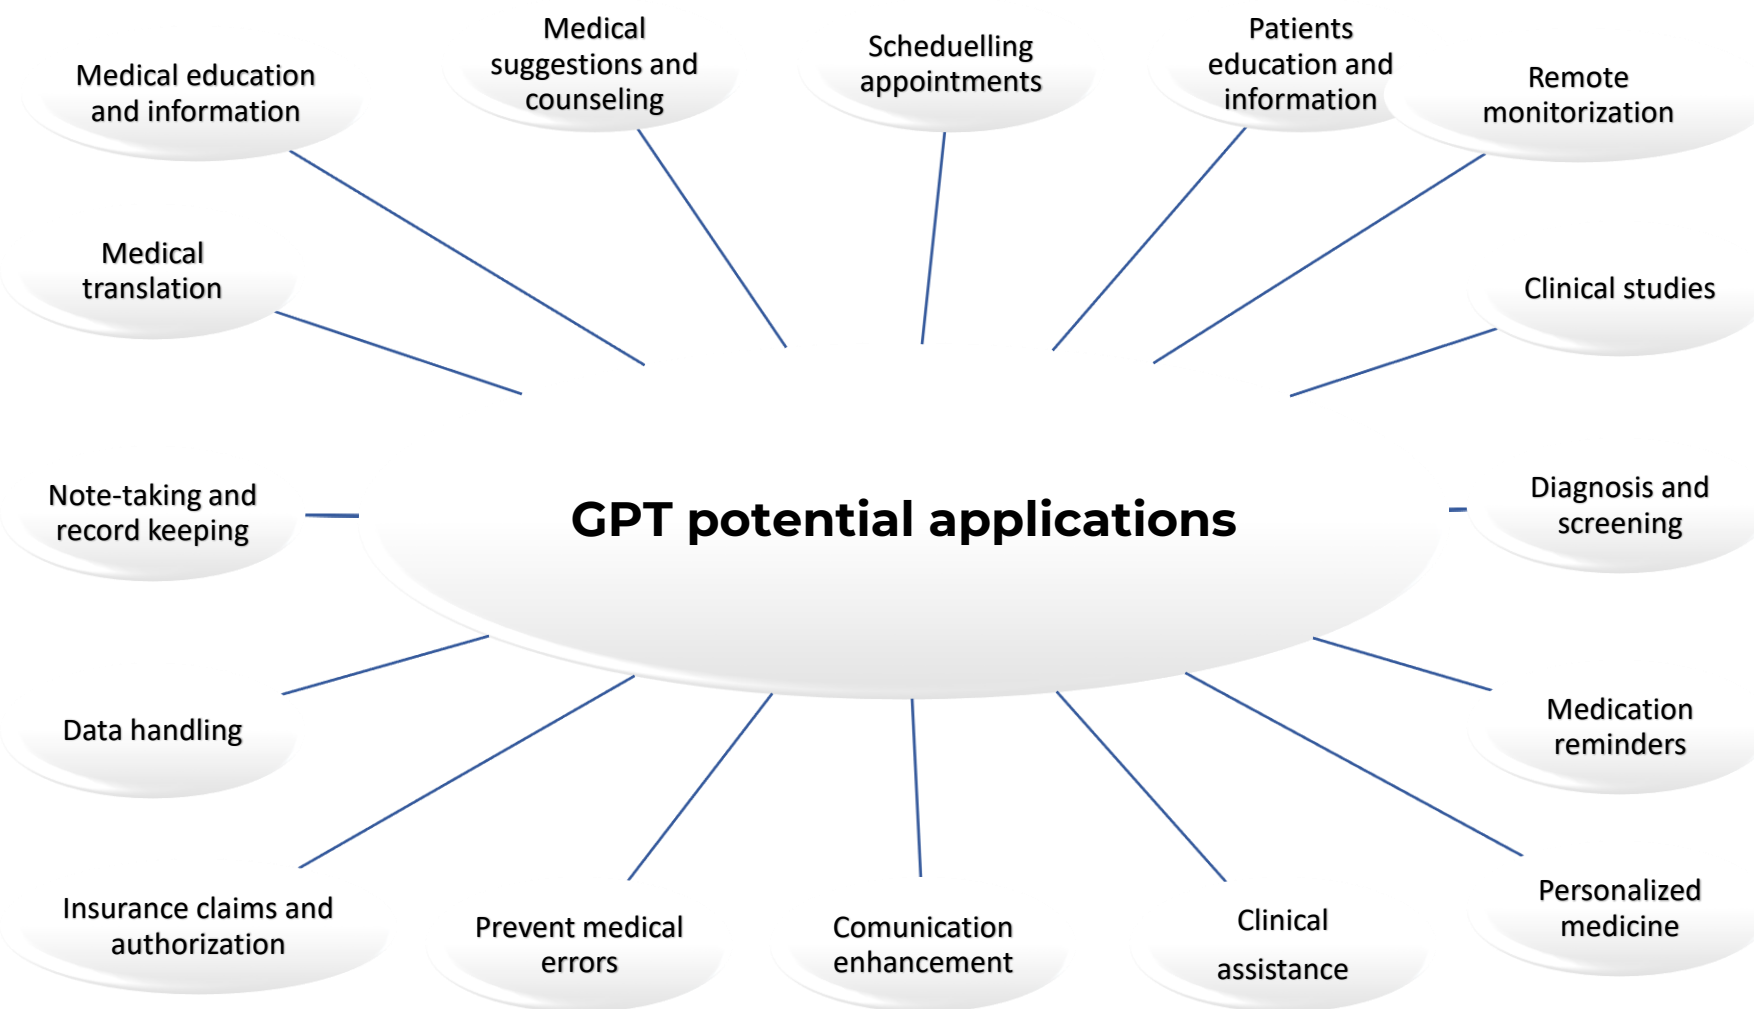 Medical education
and information
Medical
suggestions and
counseling
Scheduelling
appointments
Patients
education and
information
Remote
monitorization
Medical
translation
Clinical studies
Note-taking and
record keeping
GPT potential applications
Diagnosis and
screening
Data handling
Medication
reminders
Insurance claims and
authorization
Prevent medical
errors
Comunication
enhancement
Clinical
assistance
Personalized
medicine